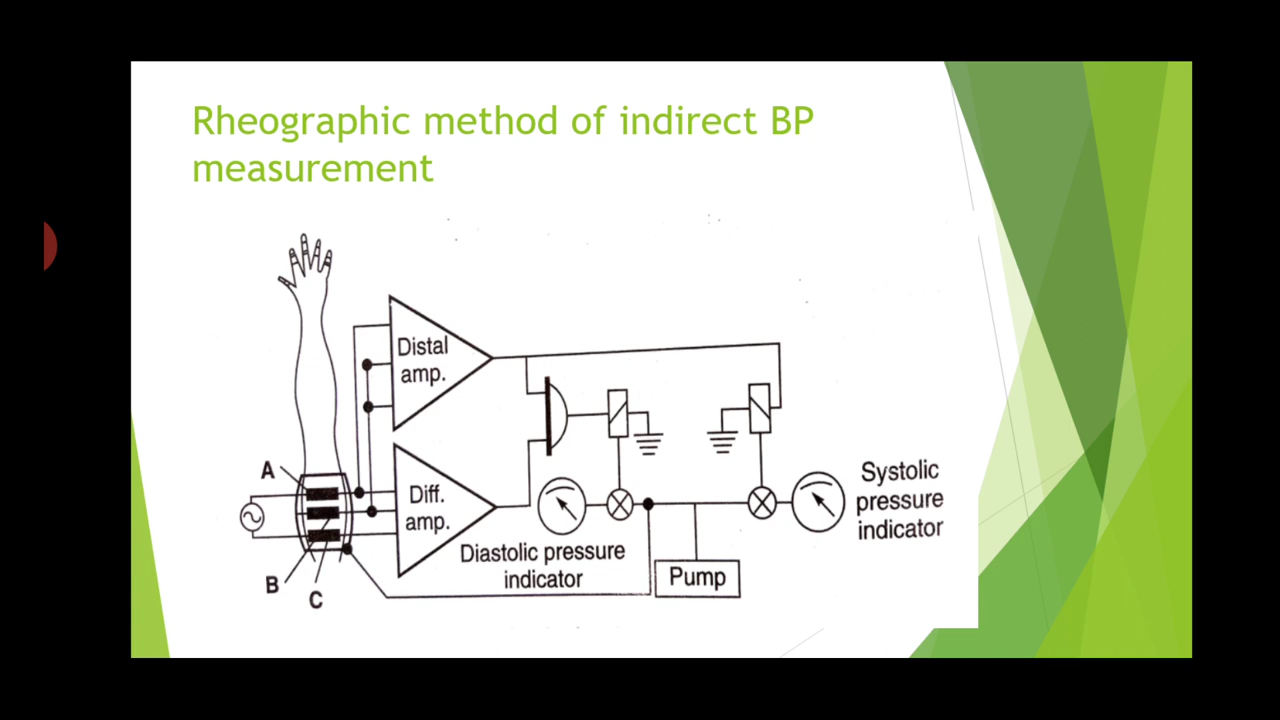 Rheographic method of indirect BP
measurement
Distal
amp.
A
Diff.
amp.
Systolic
pressure
indicator
Diastolic pressure
indicator
Pump
B
C